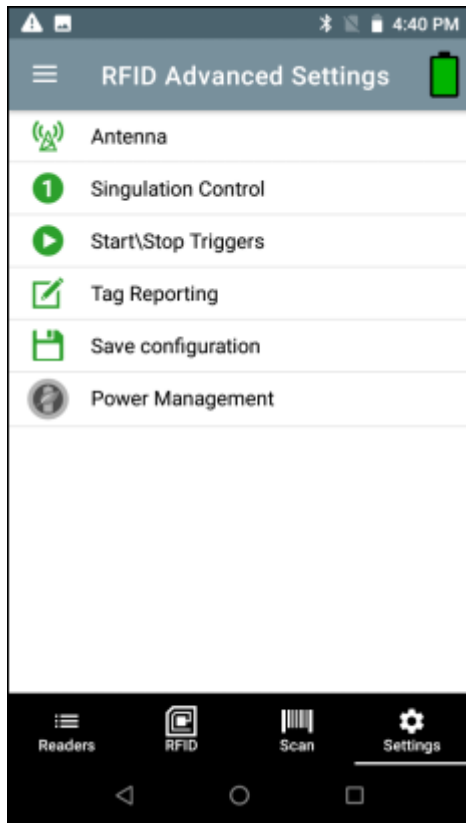 4:40 PM
RFID Advanced Settings
Antenna
1
Singulation Control
Start\Stop Triggers
Tag Reporting
Save configuration
Power Management
Readers
RFID
Scan
Settings